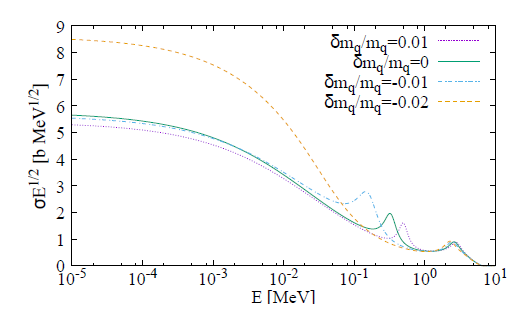 9
8
7
6
5
4
3
2
1
0
σE^1/2 [b MeV^1/2]
δm_q/m_q=0.01
δm_q/m_q=0
δm_q/m_q=-0.01
δm_q/m_q=-0.02
10^-5 10^-4 10^-3 10^-2 10^-1 10^0 10^1
E [MeV]